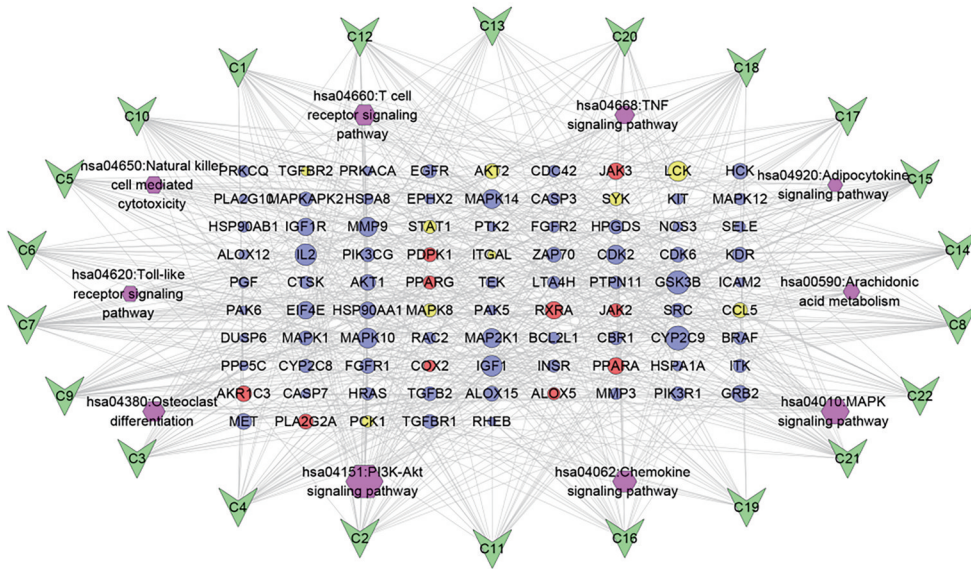 C13
C12
C20
C1
C18
hsa04660:T cell
receptor signaling
pathway
hsa04668:TNF
signaling pathway
C10
C17
hsa04650:Natural killer
cell mediated
cytotoxicity
C5
hsa04920:Adipocytokine
signaling pathway
C15
PRKCQ TGFBR2 PRKACA EGFR AKT2 CDC42 JAK3 LCK HCK
PLA2G10 MAPKAPK2 HSPA8 EPHX2 MAPK14 CASP3 SYK KIT MAPK12
HSP90AB1 IGF1R MMP9 STAT1 PTK2 FGFR2 HPGDS NOS3 SELE
ALOX12 IL2 PIK3CG PDPK1 ITGAL ZAP70 CDK2 CDK6 KDR
PGF CTSK AKT1 PPARG TEK LTA4H PTPN11 GSK3B ICAM2
PAK6 EIF4E HSP90AA1 MAPK8 PAK5 RXRA JAK2 SRC CCL5
DUSP6 MAPK1 MAPK10 RAC2 MAP2K1 BCL2L1 CBR1 CYP2C9 BRAF
PPP5C CYP2C8 FGFR1 COX2 IGF1 INSR PPARA HSPA1A ITK
AKR1C3 CASP7 HRAS TGFB2 ALOX15 ALOX5 MMP3 PIK3R1 GRB2
MET PLA2G2A PCK1 TGFBR1 RHEB
C6
C14
hsa04620:Toll-like
receptor signaling
pathway
hsa00590:Arachidonic
acid metabolism
C7
C8
C9
C22
hsa04380:Osteoclast
differentiation
hsa04010:MAPK
signaling pathway
C3
C21
hsa04151:PI3K-Akt
signaling pathway
hsa04062:Chemokine
signaling pathway
C4
C19
C2
C16
C11